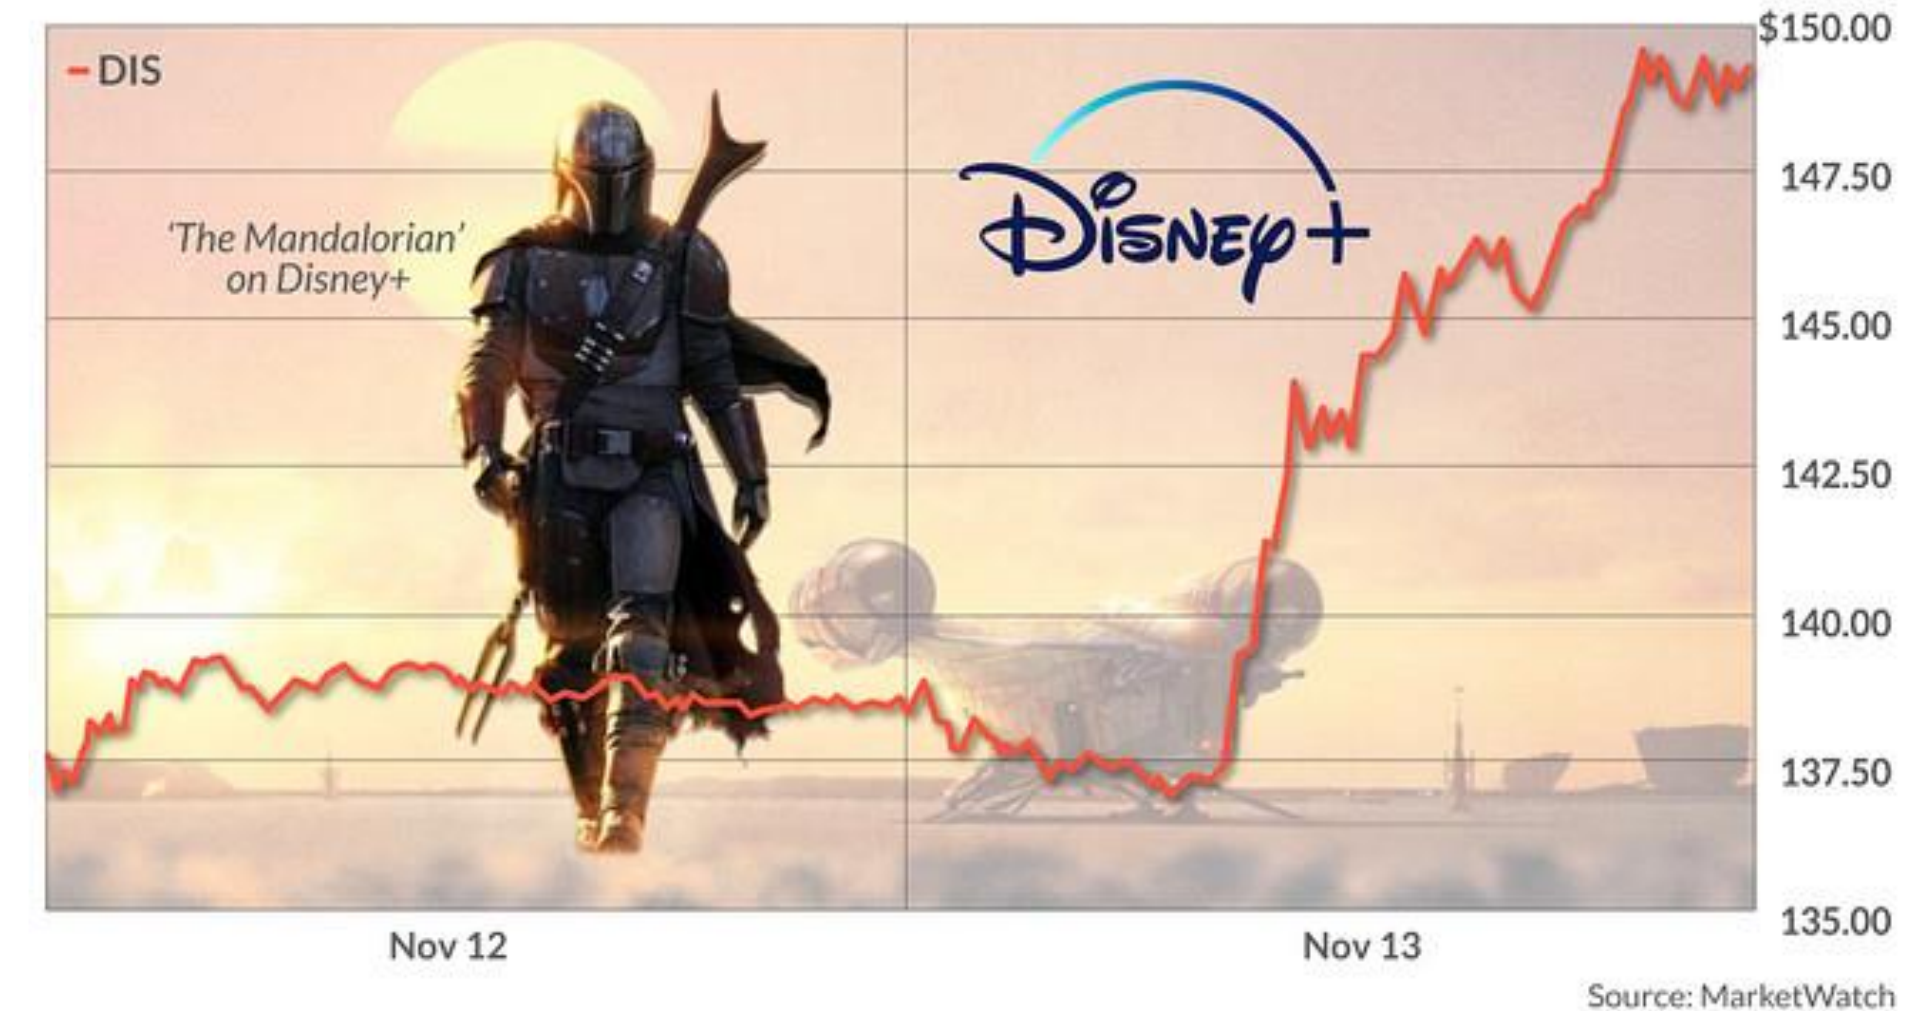 $150.00
DIS
147.50
'The Mandalorian'
on Disney+
Disney+
145.00
142.50
140.00
137.50
135.00
Nov 12
Nov 13
Source: MarketWatch